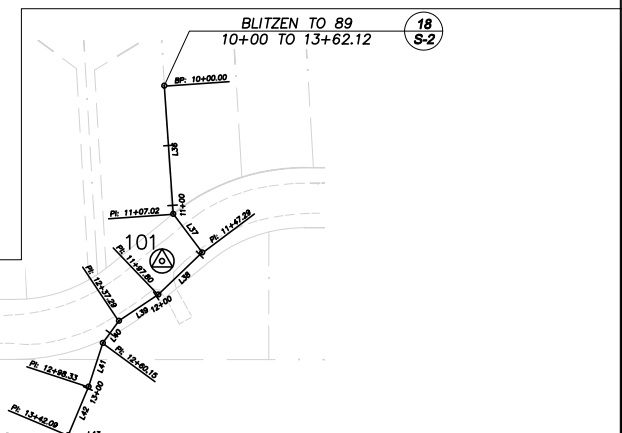 BLITZEN TO 89
10+00 TO 13+62.12
18
S-2
BP: 10+00.00
L36
11+00
PI: 11+07.02
L37
PI: 11+47.29
101
PI: 11+97.80
L38
12+00
PI: 12+37.29
L39
L40
PI: 12+60.15
L41
PI: 12+98.33
13+00
L42
PI: 13+42.09